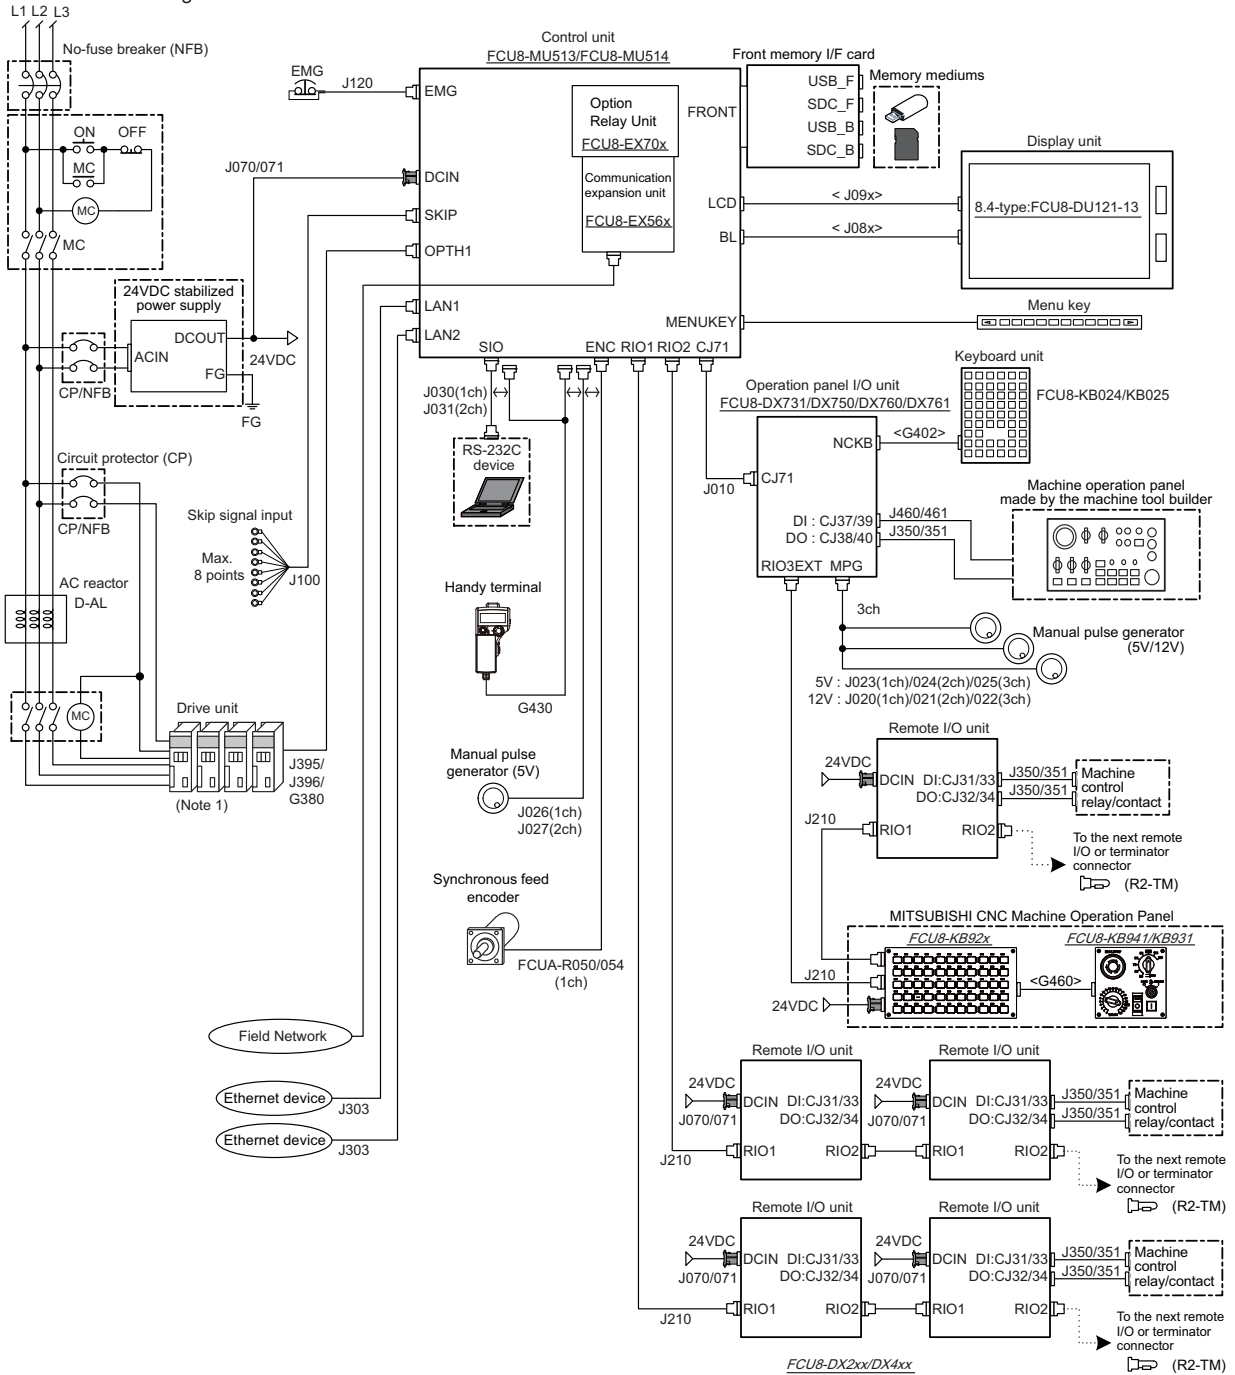 L1 L2 L3
No-fuse breaker (NFB)
ON OFF
MC
MC
MC
24VDC stabilized
power supply
DCOUT
ACIN
FG
24VDC
FG
CP/NFB
Circuit protector (CP)
CP/NFB
AC reactor
D-AL
MC
Drive unit
(Note 1)
J395/
J396/
G380
Skip signal input
Max.
8 points
J100
J070/071
EMG
J120
Control unit
FCU8-MU513/FCU8-MU514
EMG
DCIN
SKIP
OPTH1
LAN1
LAN2
SIO
ENC RIO1 RIO2 CJ71
FRONT
LCD
BL
MENUKEY
Option
Relay Unit
FCU8-EX70x
Communication
expansion unit
FCU8-EX56x
Front memory I/F card
USB_F
SDC_F
USB_B
SDC_B
Memory mediums
Display unit
8.4-type:FCU8-DU121-13
< J09x>
< J08x>
Menu key
Keyboard unit
FCU8-KB024/KB025
<G402>
Operation panel I/O unit
FCU8-DX731/DX750/DX760/DX761
NCKB
CJ71
J010
DI : CJ37/39
DO : CJ38/40
RIO3EXT MPG
J460/461
J350/351
Machine operation panel
made by the machine tool builder
3ch
Manual pulse generator
(5V/12V)
5V : J023(1ch)/024(2ch)/025(3ch)
12V : J020(1ch)/021(2ch)/022(3ch)
J030(1ch)
J031(2ch)
RS-232C
device
Handy terminal
G430
Manual pulse
generator (5V)
J026(1ch)
J027(2ch)
Synchronous feed
encoder
FCUA-R050/054
(1ch)
Field Network
Ethernet device
J303
Ethernet device
J303
Remote I/O unit
24VDC
DCIN DI:CJ31/33
DO:CJ32/34
RIO1 RIO2
J210
J350/351
J350/351
Machine
control
relay/contact
To the next remote
I/O or terminator
connector
(R2-TM)
MITSUBISHI CNC Machine Operation Panel
FCU8-KB92x
FCU8-KB941/KB931
J210
24VDC
<G460>
Remote I/O unit
24VDC
J070/071
DCIN DI:CJ31/33
DO:CJ32/34
RIO1 RIO2
J210
Remote I/O unit
24VDC
J070/071
DCIN DI:CJ31/33
DO:CJ32/34
RIO1 RIO2
J350/351
J350/351
Machine
control
relay/contact
To the next remote
I/O or terminator
connector
(R2-TM)
Remote I/O unit
24VDC
J070/071
DCIN DI:CJ31/33
DO:CJ32/34
RIO1 RIO2
J210
Remote I/O unit
24VDC
J070/071
DCIN DI:CJ31/33
DO:CJ32/34
RIO1 RIO2
J350/351
J350/351
Machine
control
relay/contact
To the next remote
I/O or terminator
connector
(R2-TM)
FCU8-DX2xx/DX4xx